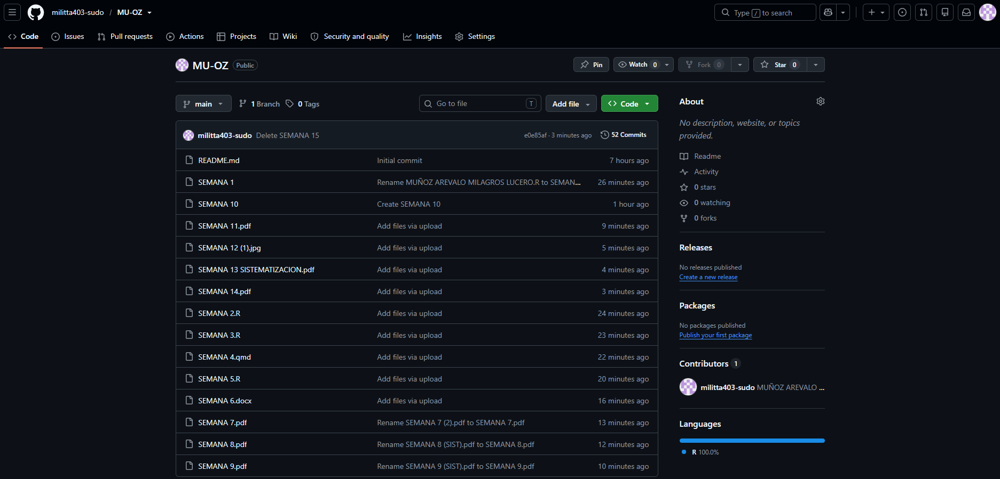 militta403-sudo / MU-OZ
Type / to search
Code Issues Pull requests Actions Projects Wiki Security and quality Insights Settings
MU-OZ Public
Pin Watch 0 Fork 0 Star 0
main 1 Branch 0 Tags
Go to file T Add file Code
militta403-sudo Delete SEMANA 15 e0e85af · 3 minutes ago 52 Commits
README.md Initial commit 7 hours ago
SEMANA 1 Rename MUÑOZ AREVALO MILAGROS LUCERO.R to SEMAN... 26 minutes ago
SEMANA 10 Create SEMANA 10 1 hour ago
SEMANA 11.pdf Add files via upload 9 minutes ago
SEMANA 12 (1).jpg Add files via upload 5 minutes ago
SEMANA 13 SISTEMATIZACION.pdf Add files via upload 4 minutes ago
SEMANA 14.pdf Add files via upload 3 minutes ago
SEMANA 2.R Add files via upload 24 minutes ago
SEMANA 3.R Add files via upload 23 minutes ago
SEMANA 4.qmd Add files via upload 22 minutes ago
SEMANA 5.R Add files via upload 20 minutes ago
SEMANA 6.docx Add files via upload 16 minutes ago
SEMANA 7.pdf Rename SEMANA 7 (2).pdf to SEMANA 7.pdf 13 minutes ago
SEMANA 8.pdf Rename SEMANA 8 (SIST).pdf to SEMANA 8.pdf 12 minutes ago
SEMANA 9.pdf Rename SEMANA 9 (SIST).pdf to SEMANA 9.pdf 10 minutes ago
About
No description, website, or topics
provided.
Readme
Activity
0 stars
0 watching
0 forks
Releases
No releases published
Create a new release
Packages
No packages published
Publish your first package
Contributors 1
militta403-sudo MUÑOZ AREVALO ...
Languages
R 100.0%